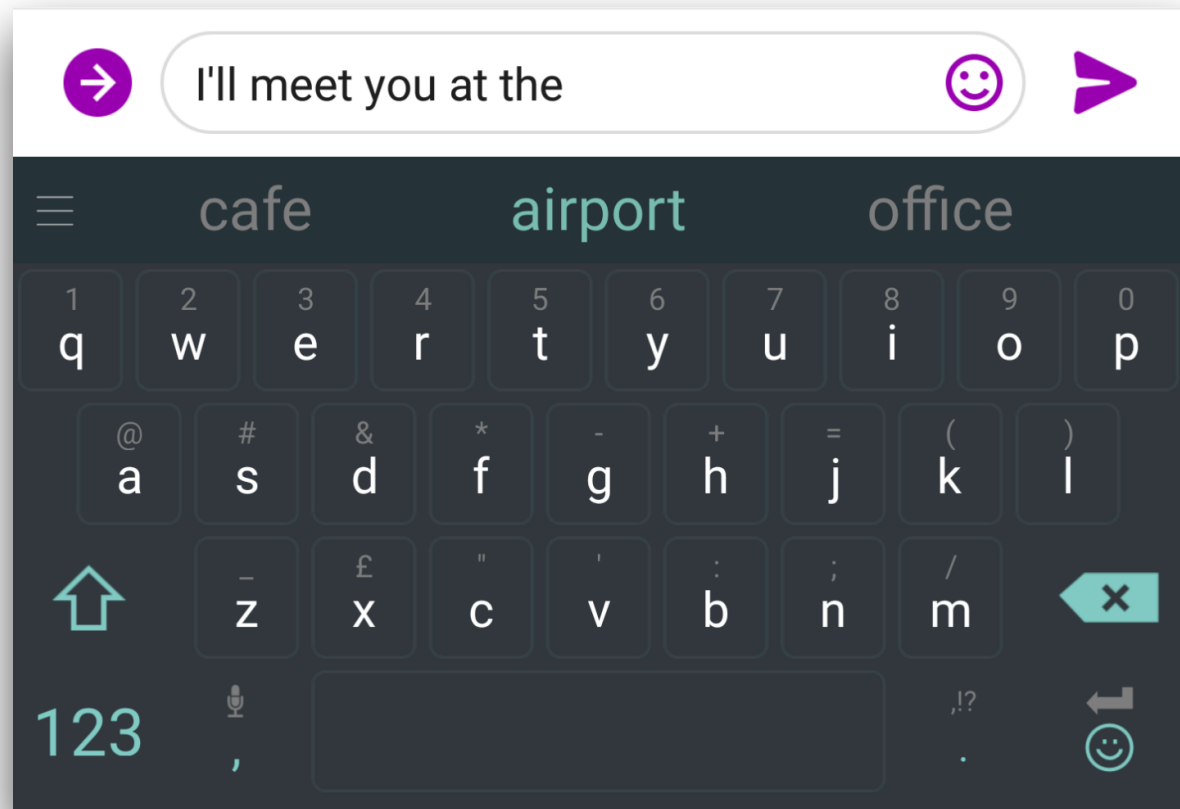 I'll meet you at the
cafe airport office
1 2 3 4 5 6 7 8 9 0
q w e r t y u i o p
@ # & * - + = ( )
a s d f g h j k l
_ £ " ' : ; /
z x c v b n m
123 , ,!? .